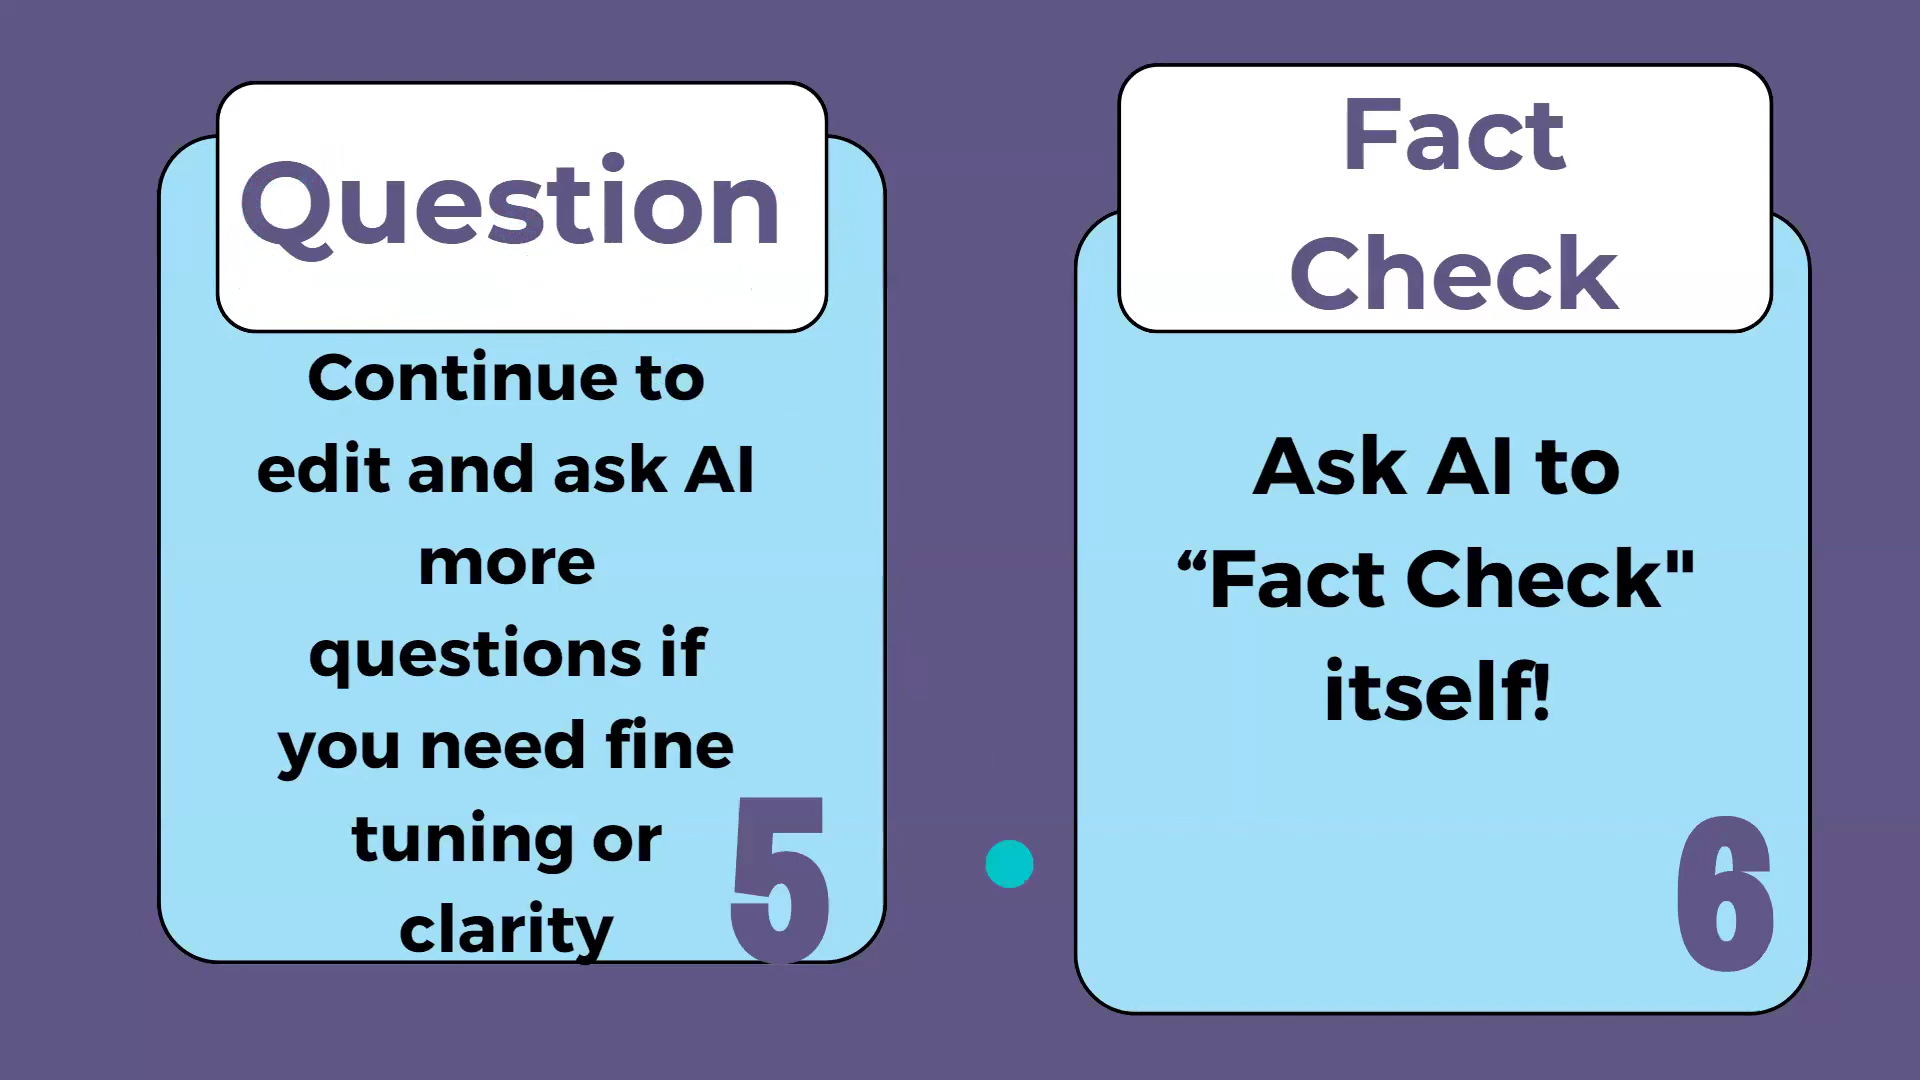 Question
Continue to
edit and ask AI
more
questions if
you need fine
tuning or
clarity
5
Fact
Check
Ask AI to
“Fact Check"
itself!
6